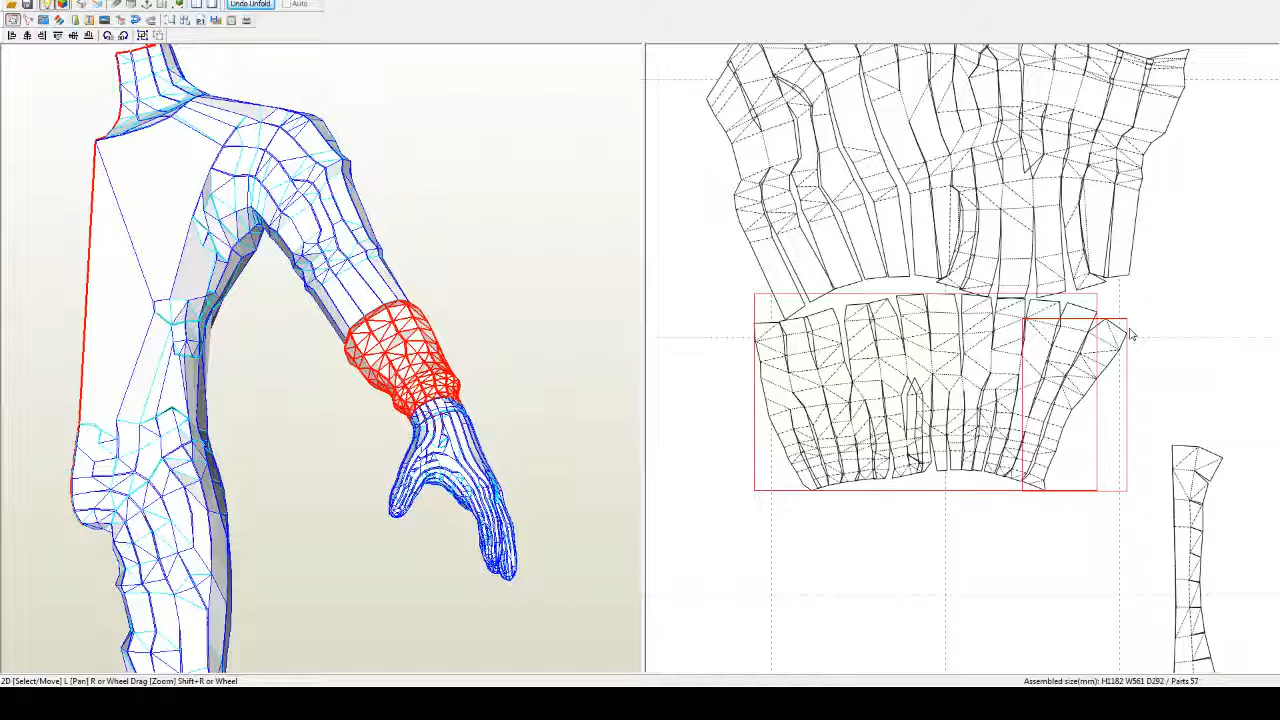 Undo Unfold
Auto
2D [Select/Move] L [Pan] R or Wheel Drag [Zoom] Shift+R or Wheel
Assembled size(mm): H1182 W561 D292 / Parts 57